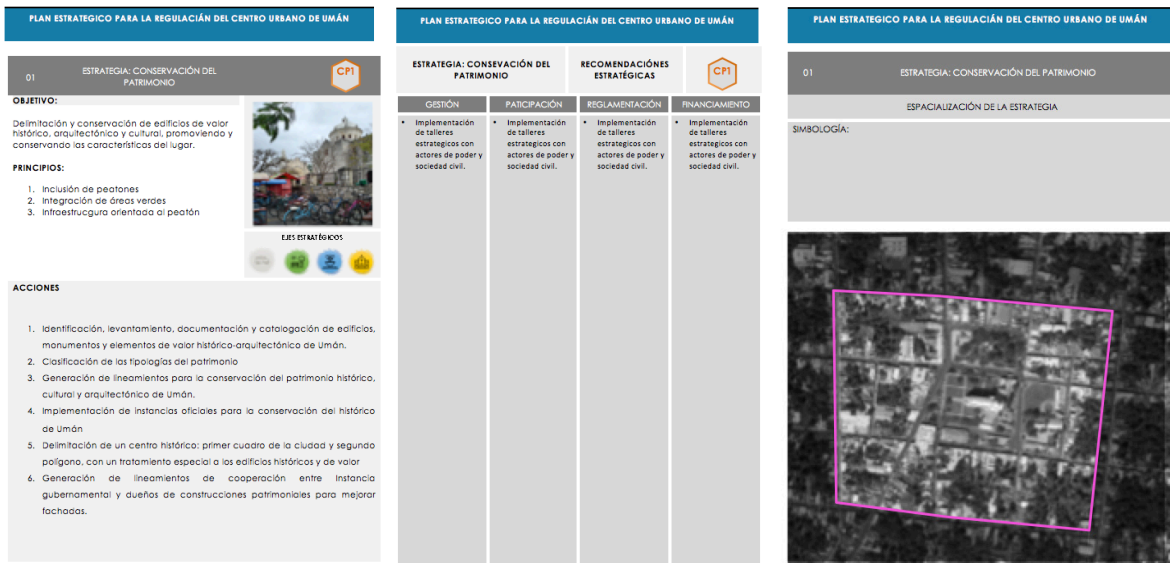 PLAN ESTRATEGICO PARA LA REGULACIÓN DEL CENTRO URBANO DE UMÁN
01
ESTRATEGIA: CONSERVACIÓN DEL
PATRIMONIO
CP1
OBJETIVO:
Delimitación y conservación de edificios de valor
histórico, arquitectónico y cultural, promoviendo y
conservando las características del lugar.
PRINCIPIOS:
1. Inclusión de peatones
2. Integración de áreas verdes
3. Infraestrucgura orientada al peatón
EJES ESTRATÉGICOS
ACCIONES
1. Identificación, levantamiento, documentación y catalogación de edificios,
monumentos y elementos de valor histórico-arquitectónico de Umán.
2. Clasificación de las tipologías del patrimonio
3. Generación de lineamientos para la conservación del patrimonio histórico,
cultural y arquitectónico de Umán.
4. Implementación de instancias oficiales para la conservación del histórico
de Umán
5. Delimitación de un centro histórico: primer cuadro de la ciudad y segundo
polígono, con un tratamiento especial a los edificios históricos y de valor
6. Generación de lineamientos de cooperación entre Instancia
gubernamental y dueños de construcciones patrimoniales para mejorar
fachadas.
PLAN ESTRATEGICO PARA LA REGULACIÓN DEL CENTRO URBANO DE UMÁN
ESTRATEGIA: CONSEVACIÓN DEL
PATRIMONIO
RECOMENDACIÓNES
ESTRATÉGICAS
CP1
GESTIÓN
PATICIPACIÓN
REGLAMENTACIÓN
FINANCIAMIENTO
• Implementación
de talleres
estrategicos con
actores de poder y
sociedad civil.
• Implementación
de talleres
estrategicos con
actores de poder y
sociedad civil.
• Implementación
de talleres
estrategicos con
actores de poder y
sociedad civil.
• Implementación
de talleres
estrategicos con
actores de poder y
sociedad civil.
PLAN ESTRATEGICO PARA LA REGULACIÓN DEL CENTRO URBANO DE UMÁN
01
ESTRATEGIA: CONSERVACIÓN DEL PATRIMONIO
ESPACIALIZACIÓN DE LA ESTRATEGIA
SIMBOLOGÍA: